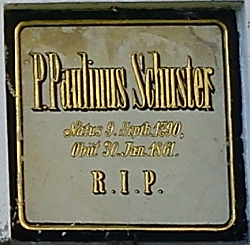 P. Paulinus Schuster
Natus 9. Septb. 1790,
Obiit 30. Jan. 1861.
R. I. P.